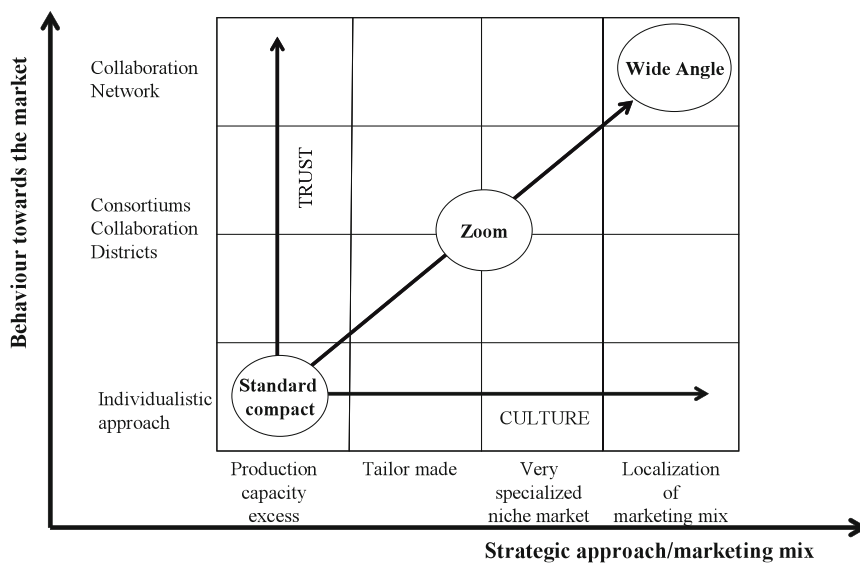 Behaviour towards the market
Collaboration
Network
Consortiums
Collaboration
Districts
Individualistic
approach
TRUST
Wide Angle
Zoom
Standard
compact
CULTURE
Production
capacity
excess
Tailor made
Very
specialized
niche market
Localization
of
marketing mix
Strategic approach/marketing mix